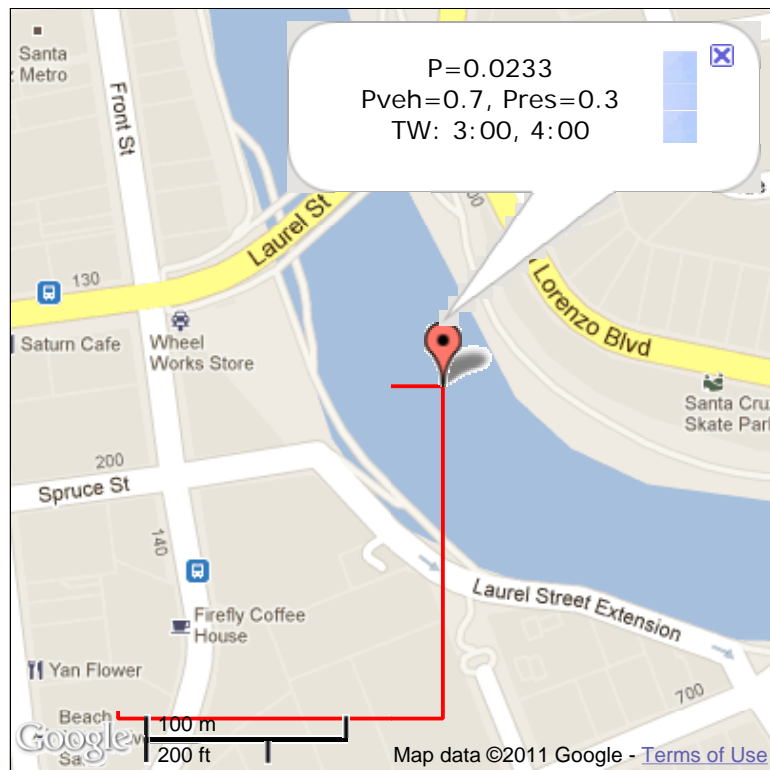 P=0.0233
Pveh=0.7, Pres=0.3
TW: 3:00, 4:00
Santa
Metro
Front St
Laurel St
130
Lorenzo Blvd
Saturn Cafe
Wheel
Works Store
Santa Cru
Skate Parl
200
Spruce St
140
Laurel Street Extension
Firefly Coffee
House
Yan Flower
700
Beach
100 m
Google
200 ft
Map data ©2011 Google - Terms of Use